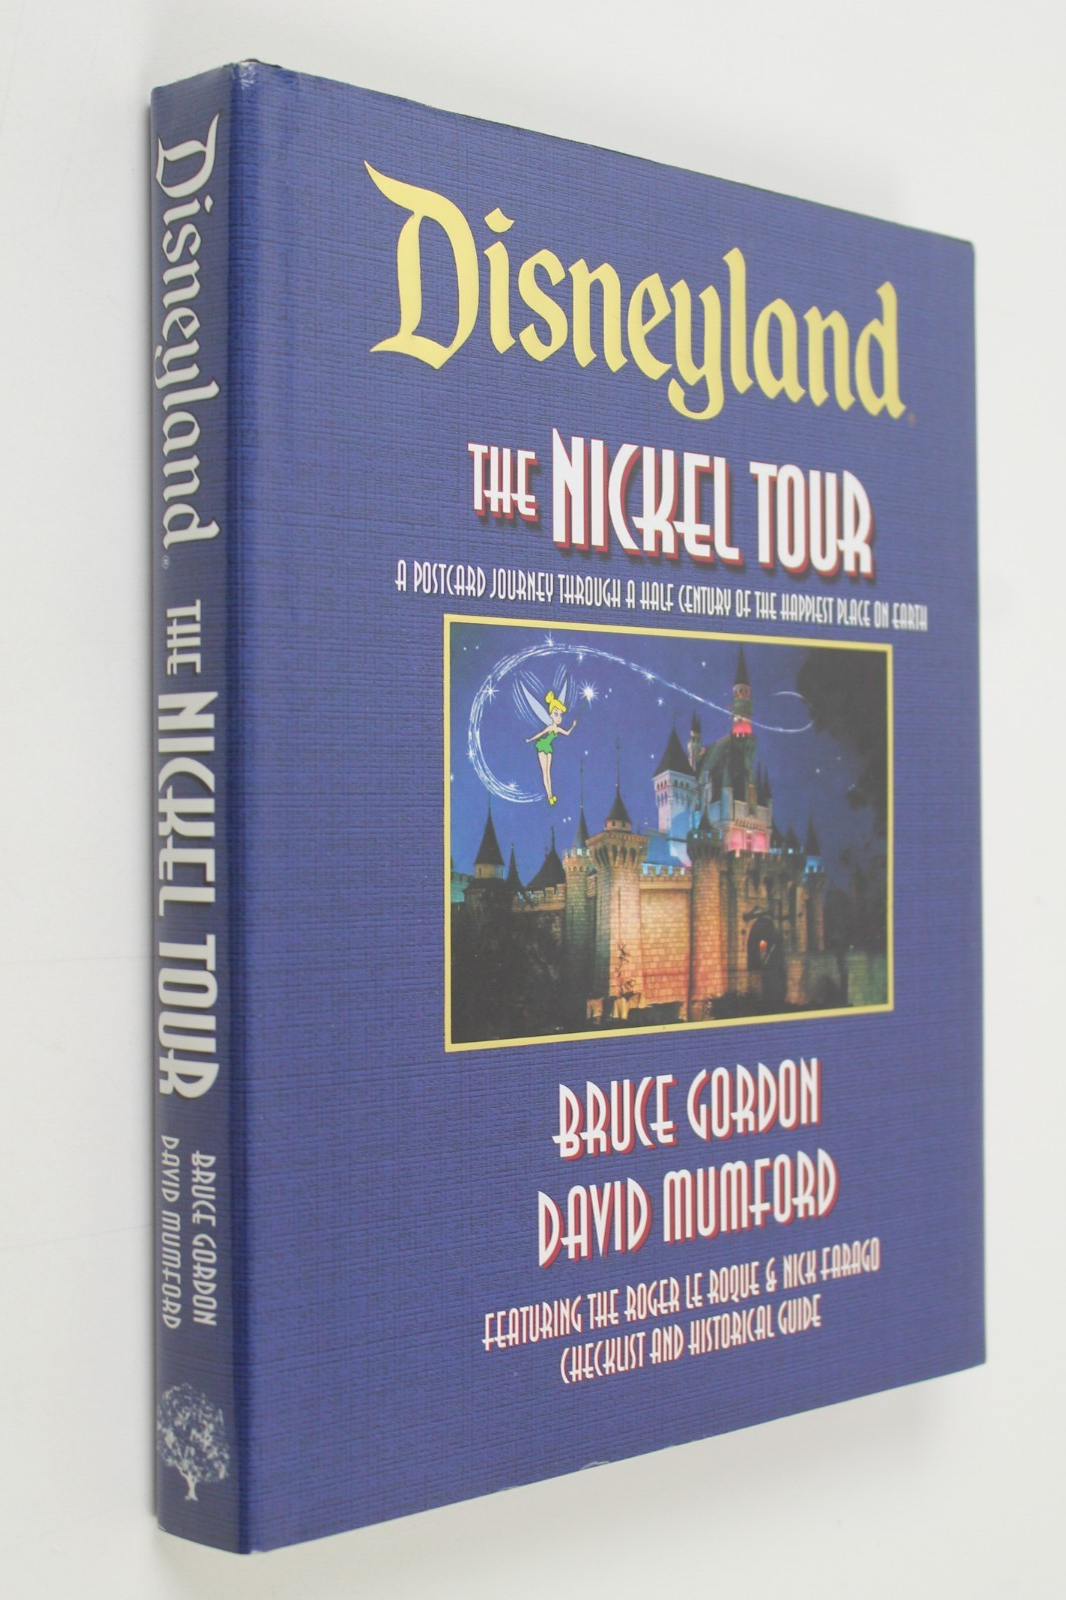 Disneyland®
THE NICKEL TOUR
A POSTCARD JOURNEY THROUGH A HALF CENTURY OF THE HAPPIEST PLACE ON EARTH
BRUCE GORDON
DAVID MUMFORD
FEATURING THE ROGER LE ROQUE & NICK FARAGO
CHECKLIST AND HISTORICAL GUIDE
Disneyland® THE NICKEL TOUR
BRUCE GORDON
DAVID MUMFORD